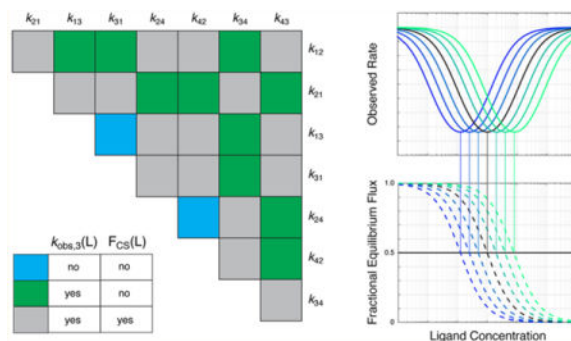 k21 k13 k31 k24 k42 k34 k43
k12
k21
k13
k31
k24
k42
k34
kobs,3(L) FCS(L)
no no
yes no
yes yes
Observed Rate
Fractional Equilibrium Flux
1.0
0.5
0
Ligand Concentration